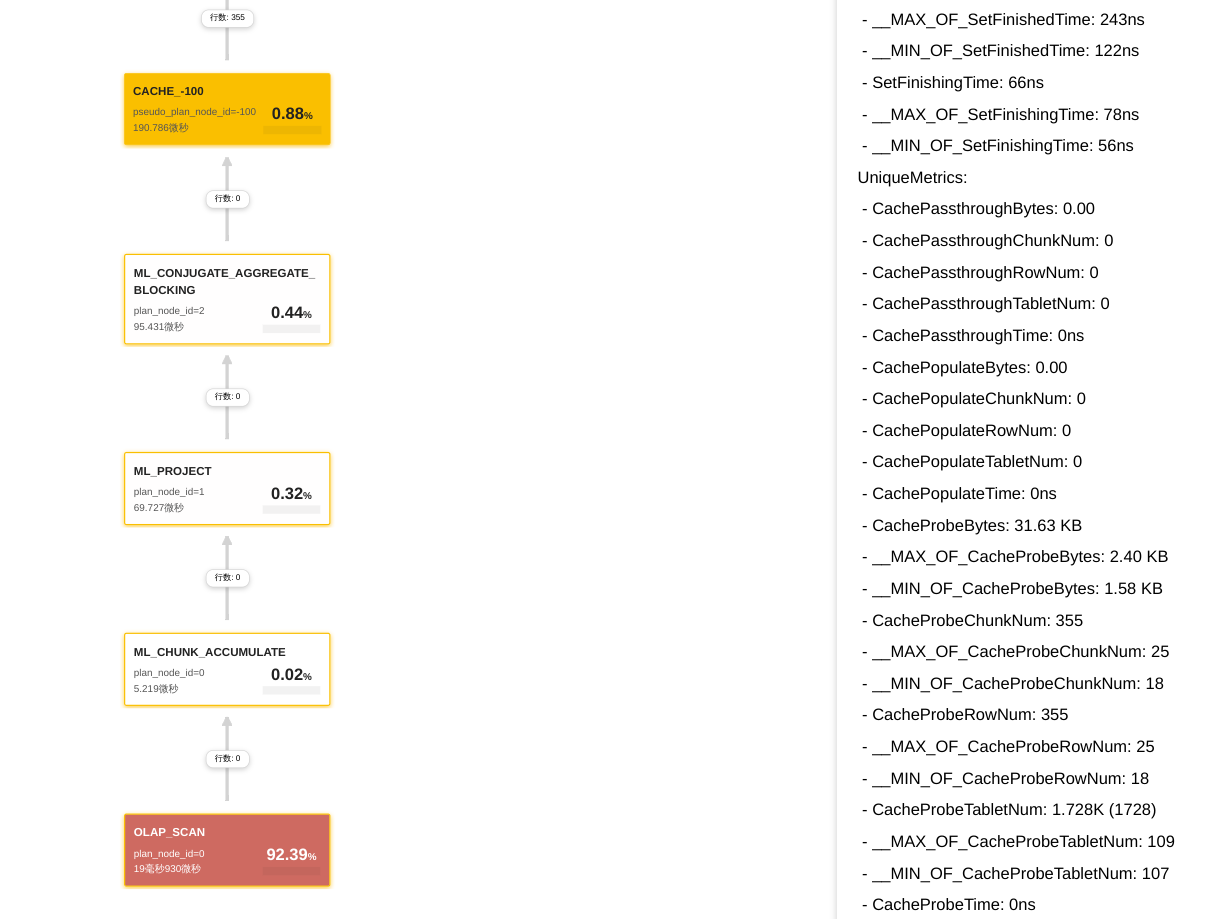 行数: 355
CACHE_-100
pseudo_plan_node_id=-100
190.786微秒
0.88%
行数: 0
ML_CONJUGATE_AGGREGATE_
BLOCKING
plan_node_id=2
95.431微秒
0.44%
行数: 0
ML_PROJECT
plan_node_id=1
69.727微秒
0.32%
行数: 0
ML_CHUNK_ACCUMULATE
plan_node_id=0
5.219微秒
0.02%
行数: 0
OLAP_SCAN
plan_node_id=0
19毫秒930微秒
92.39%
- __MAX_OF_SetFinishedTime: 243ns
- __MIN_OF_SetFinishedTime: 122ns
- SetFinishingTime: 66ns
- __MAX_OF_SetFinishingTime: 78ns
- __MIN_OF_SetFinishingTime: 56ns
UniqueMetrics:
- CachePassthroughBytes: 0.00
- CachePassthroughChunkNum: 0
- CachePassthroughRowNum: 0
- CachePassthroughTabletNum: 0
- CachePassthroughTime: 0ns
- CachePopulateBytes: 0.00
- CachePopulateChunkNum: 0
- CachePopulateRowNum: 0
- CachePopulateTabletNum: 0
- CachePopulateTime: 0ns
- CacheProbeBytes: 31.63 KB
- __MAX_OF_CacheProbeBytes: 2.40 KB
- __MIN_OF_CacheProbeBytes: 1.58 KB
- CacheProbeChunkNum: 355
- __MAX_OF_CacheProbeChunkNum: 25
- __MIN_OF_CacheProbeChunkNum: 18
- CacheProbeRowNum: 355
- __MAX_OF_CacheProbeRowNum: 25
- __MIN_OF_CacheProbeRowNum: 18
- CacheProbeTabletNum: 1.728K (1728)
- __MAX_OF_CacheProbeTabletNum: 109
- __MIN_OF_CacheProbeTabletNum: 107
- CacheProbeTime: 0ns